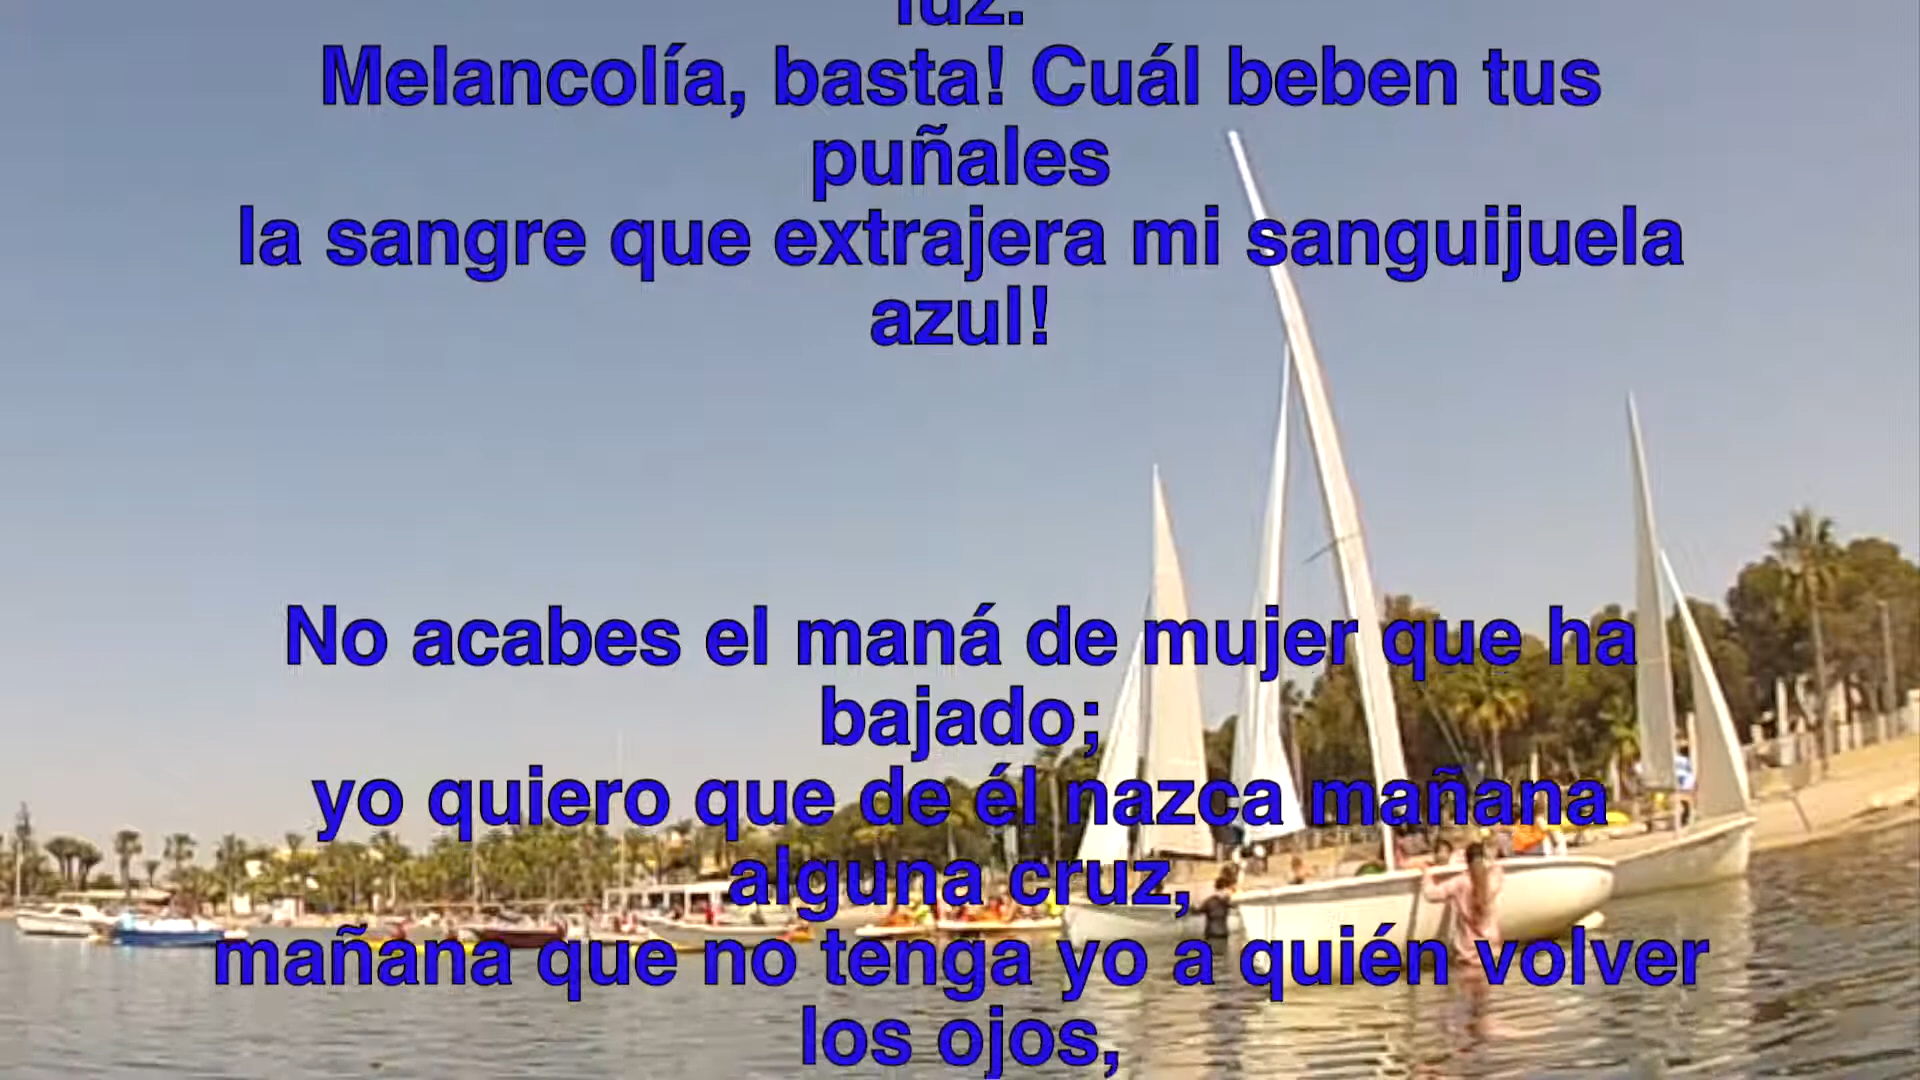 luz.
Melancolía, basta! Cuál beben tus
puñales
la sangre que extrajera mi sanguijuela
azul!
No acabes el maná de mujer que ha
bajado;
yo quiero que de él nazca mañana
alguna cruz,
mañana que no tenga yo a quién volver
los ojos,